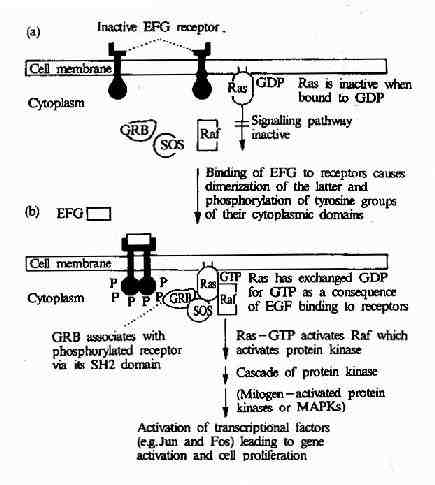 (a) Inactive EFG receptor.
Cell membrane
Ras GDP Ras is inactive when
bound to GDP
Cytoplasm
GRB SOS Raf
Signalling pathway
inactive
Binding of EFG to receptors causes
dimerization of the latter and
phosphorylation of tyrosine groups
of their cytoplasmic domains
(b) EFG
Cell membrane
Cytoplasm
P P
P P P P
GRB SOS Ras GTP Raf
Ras has exchanged GDP
for GTP as a consequence
of EGF binding to receptors
GRB associates with
phosphorylated receptor
via its SH2 domain
Ras-GTP activates Raf which
activates protein kinase
Cascade of protein kinase
(Mitogen-activated protein
kinases or MAPKs)
Activation of transcriptional factors
(e.g.Jun and Fos) leading to gene
activation and cell proliferation